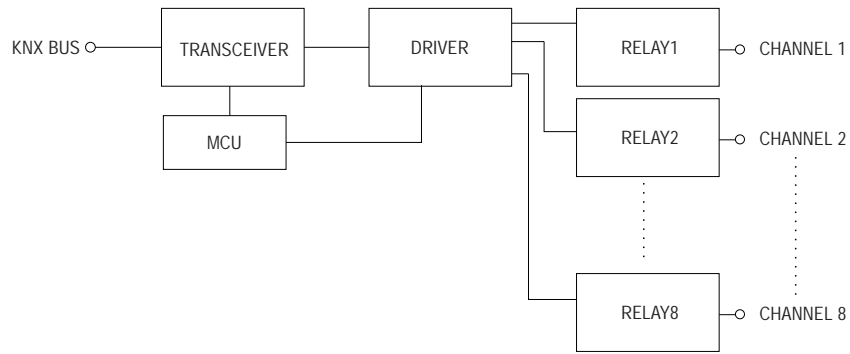 KNX BUS
TRANSCEIVER
DRIVER
RELAY1
CHANNEL 1
MCU
RELAY2
CHANNEL 2
RELAY8
CHANNEL 8